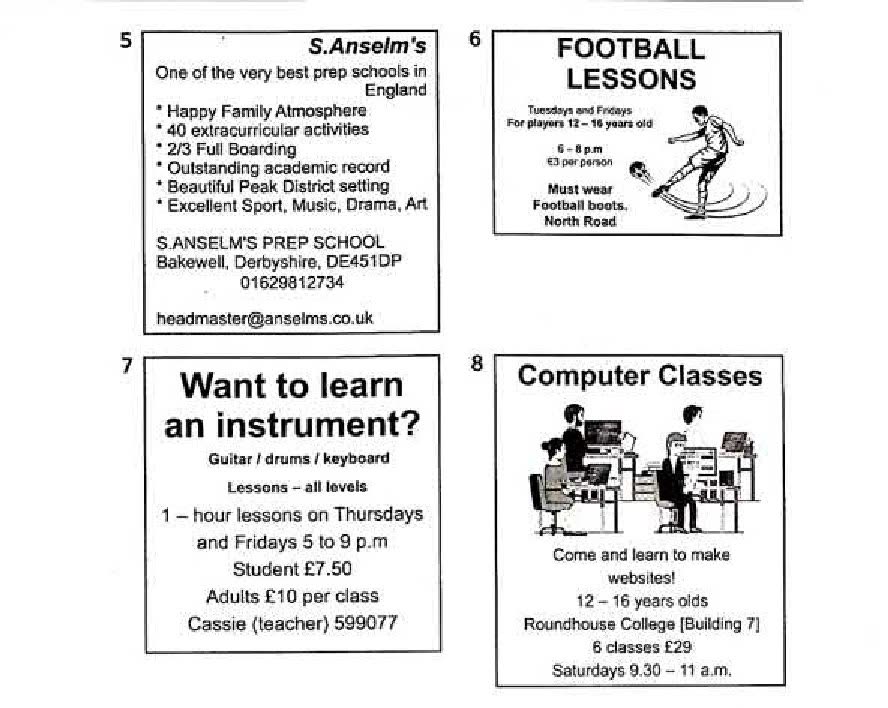 5
S.Anselm's
One of the very best prep schools in
England
* Happy Family Atmosphere
* 40 extracurricular activities
* 2/3 Full Boarding
* Outstanding academic record
* Beautiful Peak District setting
* Excellent Sport, Music, Drama, Art
S.ANSELM'S PREP SCHOOL
Bakewell, Derbyshire, DE451DP
01629812734
headmaster@anselms.co.uk
6
FOOTBALL
LESSONS
Tuesdays and Fridays
For players 12 – 16 years old
6 – 8 p.m
€3 per person
Must wear
Football boots.
North Road
7
Want to learn
an instrument?
Guitar / drums / keyboard
Lessons – all levels
1 – hour lessons on Thursdays
and Fridays 5 to 9 p.m
Student £7.50
Adults £10 per class
Cassie (teacher) 599077
8
Computer Classes
Come and learn to make
websites!
12 – 16 years olds
Roundhouse College [Building 7]
6 classes £29
Saturdays 9.30 – 11 a.m.